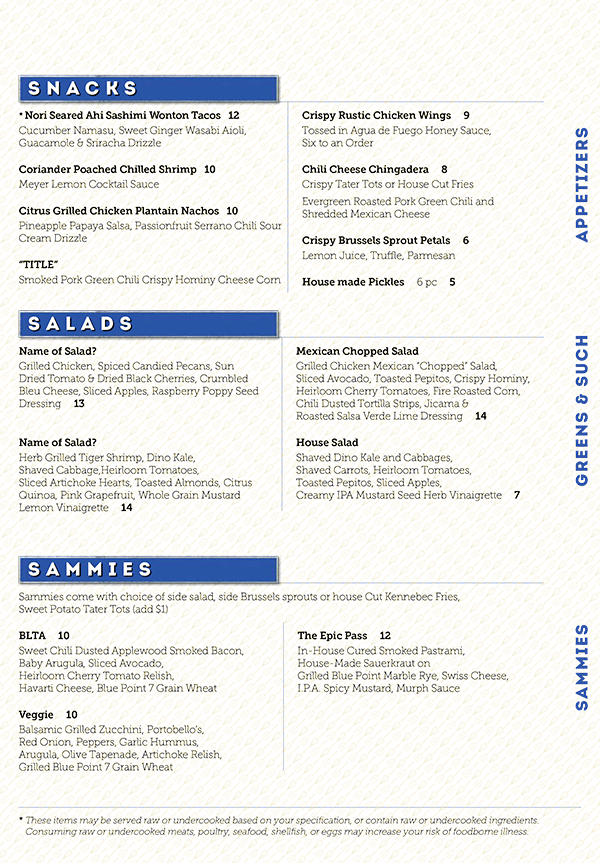 SNACKS
* Nori Seared Ahi Sashimi Wonton Tacos 12
Cucumber Namasu, Sweet Ginger Wasabi Aioli,
Guacamole & Sriracha Drizzle
Coriander Poached Chilled Shrimp 10
Meyer Lemon Cocktail Sauce
Citrus Grilled Chicken Plantain Nachos 10
Pineapple Papaya Salsa, Passionfruit Serrano Chili Sour
Cream Drizzle
“TITLE”
Smoked Pork Green Chili Crispy Hominy Cheese Corn
Crispy Rustic Chicken Wings 9
Tossed in Agua de Fuego Honey Sauce,
Six to an Order
Chili Cheese Chingadera 8
Crispy Tater Tots or House Cut Fries
Evergreen Roasted Pork Green Chili and
Shredded Mexican Cheese
Crispy Brussels Sprout Petals 6
Lemon Juice, Truffle, Parmesan
House made Pickles 6 pc 5
APPETIZERS
SALADS
Name of Salad?
Grilled Chicken, Spiced Candied Pecans, Sun
Dried Tomato & Dried Black Cherries, Crumbled
Bleu Cheese, Sliced Apples, Raspberry Poppy Seed
Dressing 13
Name of Salad?
Herb Grilled Tiger Shrimp, Dino Kale,
Shaved Cabbage,Heirloom Tomatoes,
Sliced Artichoke Hearts, Toasted Almonds, Citrus
Quinoa, Pink Grapefruit, Whole Grain Mustard
Lemon Vinaigrette 14
Mexican Chopped Salad
Grilled Chicken Mexican “Chopped” Salad,
Sliced Avocado, Toasted Pepitos, Crispy Hominy,
Heirloom Cherry Tomatoes, Fire Roasted Corn,
Chili Dusted Tortilla Strips, Jicama &
Roasted Salsa Verde Lime Dressing 14
House Salad
Shaved Dino Kale and Cabbages,
Shaved Carrots, Heirloom Tomatoes,
Toasted Pepitos, Sliced Apples,
Creamy IPA Mustard Seed Herb Vinaigrette 7
GREENS & SUCH
SAMMIES
Sammies come with choice of side salad, side Brussels sprouts or house Cut Kennebec Fries,
Sweet Potato Tater Tots (add $1)
BLTA 10
Sweet Chili Dusted Applewood Smoked Bacon,
Baby Arugula, Sliced Avocado,
Heirloom Cherry Tomato Relish,
Havarti Cheese, Blue Point 7 Grain Wheat
Veggie 10
Balsamic Grilled Zucchini, Portobello’s,
Red Onion, Peppers, Garlic Hummus,
Arugula, Olive Tapenade, Artichoke Relish,
Grilled Blue Point 7 Grain Wheat
The Epic Pass 12
In-House Cured Smoked Pastrami,
House-Made Sauerkraut on
Grilled Blue Point Marble Rye, Swiss Cheese,
I.P.A. Spicy Mustard, Murph Sauce
SAMMIES
* These items may be served raw or undercooked based on your specification, or contain raw or undercooked ingredients.
Consuming raw or undercooked meats, poultry, seafood, shellfish, or eggs may increase your risk of foodborne illness.